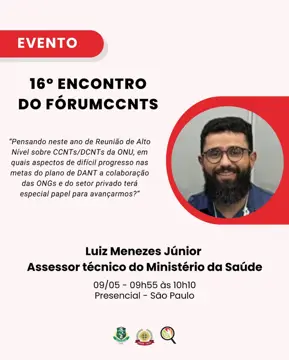 EVENTO
16º ENCONTRO
DO FÓRUMCCNTS
"Pensando neste ano de Reunião de Alto
Nível sobre CCNTs/DCNTs da ONU, em
quais aspectos de difícil progresso nas
metas do plano de DANT a colaboração
das ONGs e do setor privado terá
especial papel para avançarmos?"
Luiz Menezes Júnior
Assessor técnico do Ministério da Saúde
09/05 - 09h55 às 10h10
Presencial - São Paulo